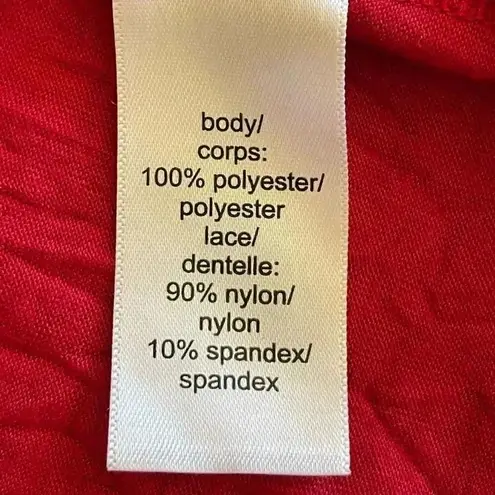 body/
corps:
100% polyester/
polyester
lace/
dentelle:
90% nylon/
nylon
10% spandex/
spandex